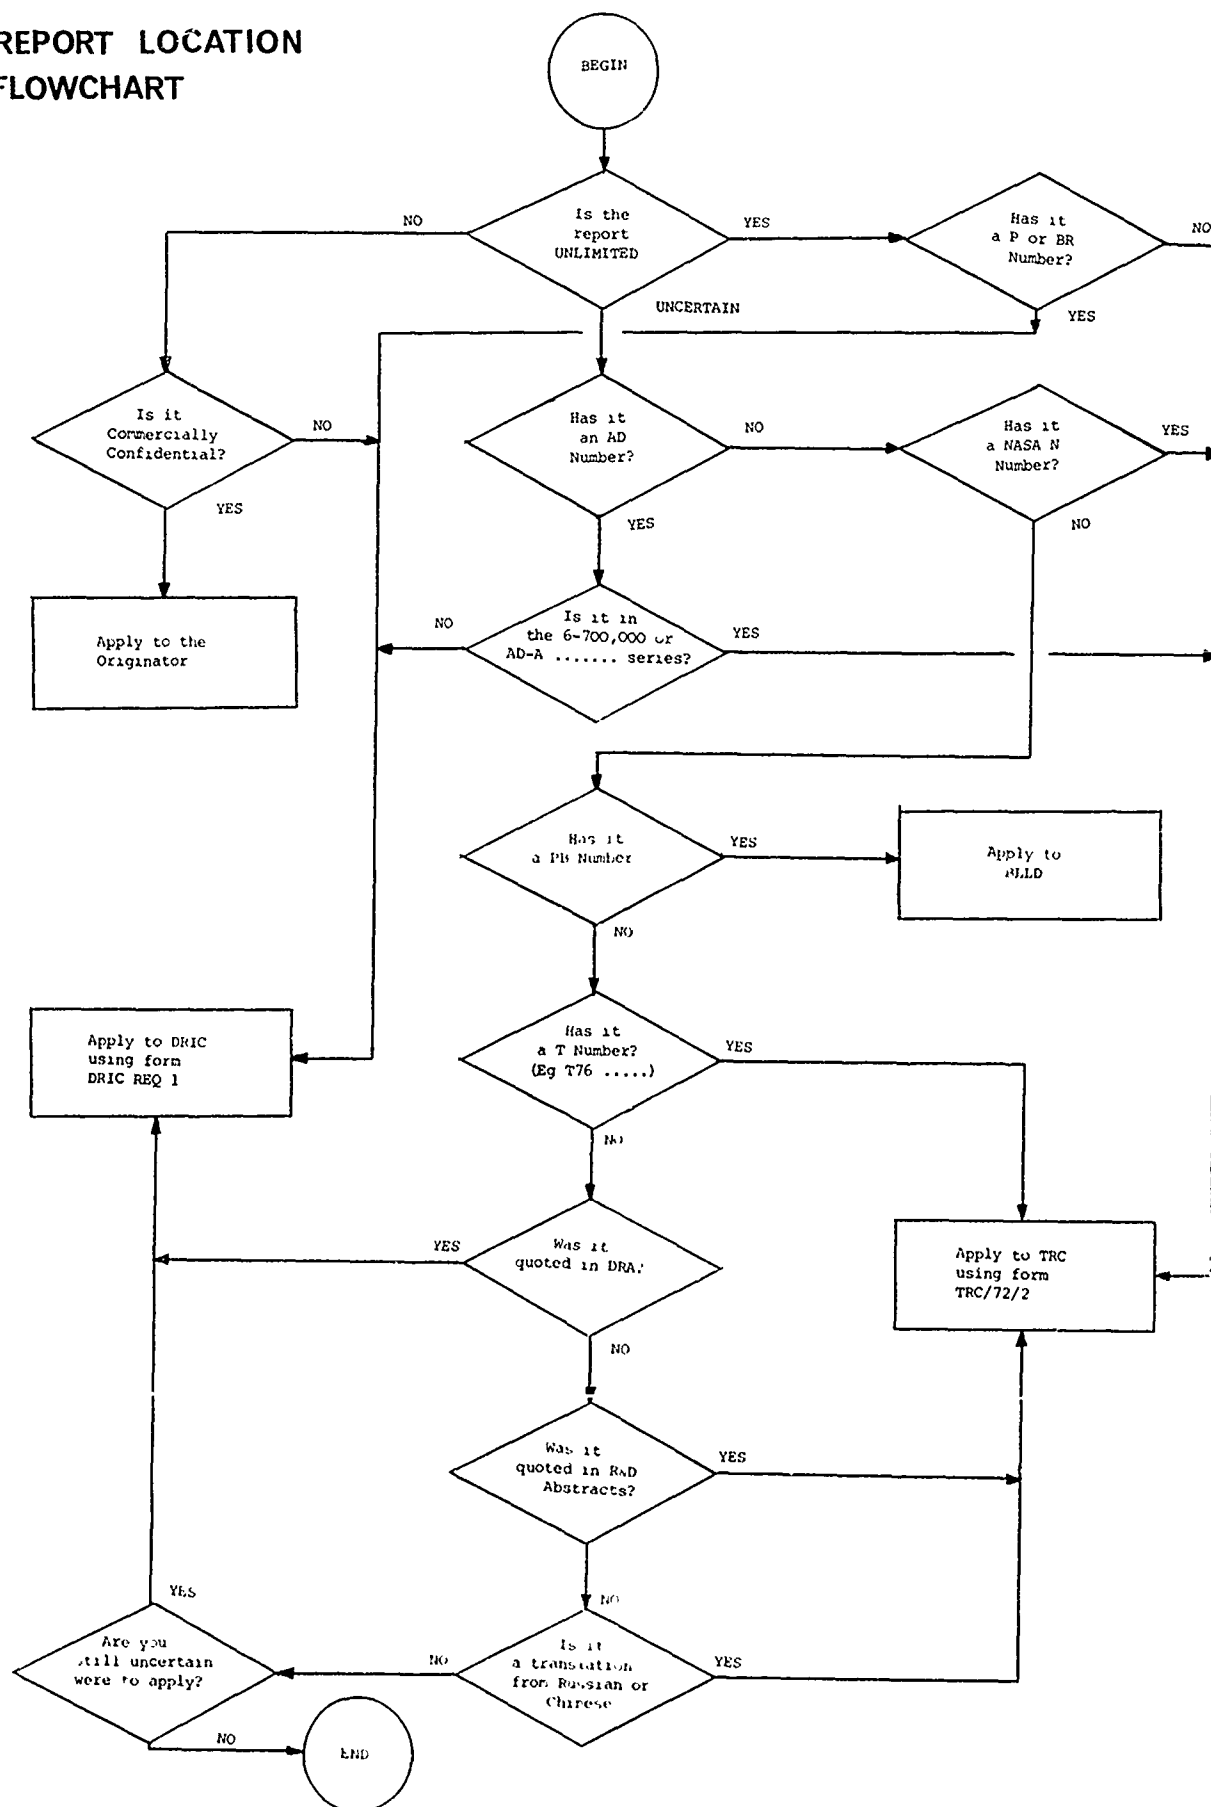 REPORT LOCATION
FLOWCHART
BEGIN
Is the
report
UNLIMITED
NO
YES
UNCERTAIN
Has it
a P or BR
Number?
NO
YES
Is it
Commercially
Confidential?
NO
YES
Has it
an AD
Number?
NO
YES
Has it
a NASA N
Number?
YES
NO
Apply to the
Originator
Is it in
the 6-700,000 or
AD-A ....... series?
NO
YES
Has it
a PB Number
YES
NO
Apply to
BLLD
Apply to DRIC
using form
DRIC REQ 1
Has it
a T Number?
(Eg T76 .....)
YES
NO
Was it
quoted in DRA?
YES
NO
Apply to TRC
using form
TRC/72/2
Was it
quoted in R&D
Abstracts?
YES
NO
Is it
a translation
from Russian or
Chinese
NO
YES
Are you
still uncertain
were to apply?
YES
NO
END